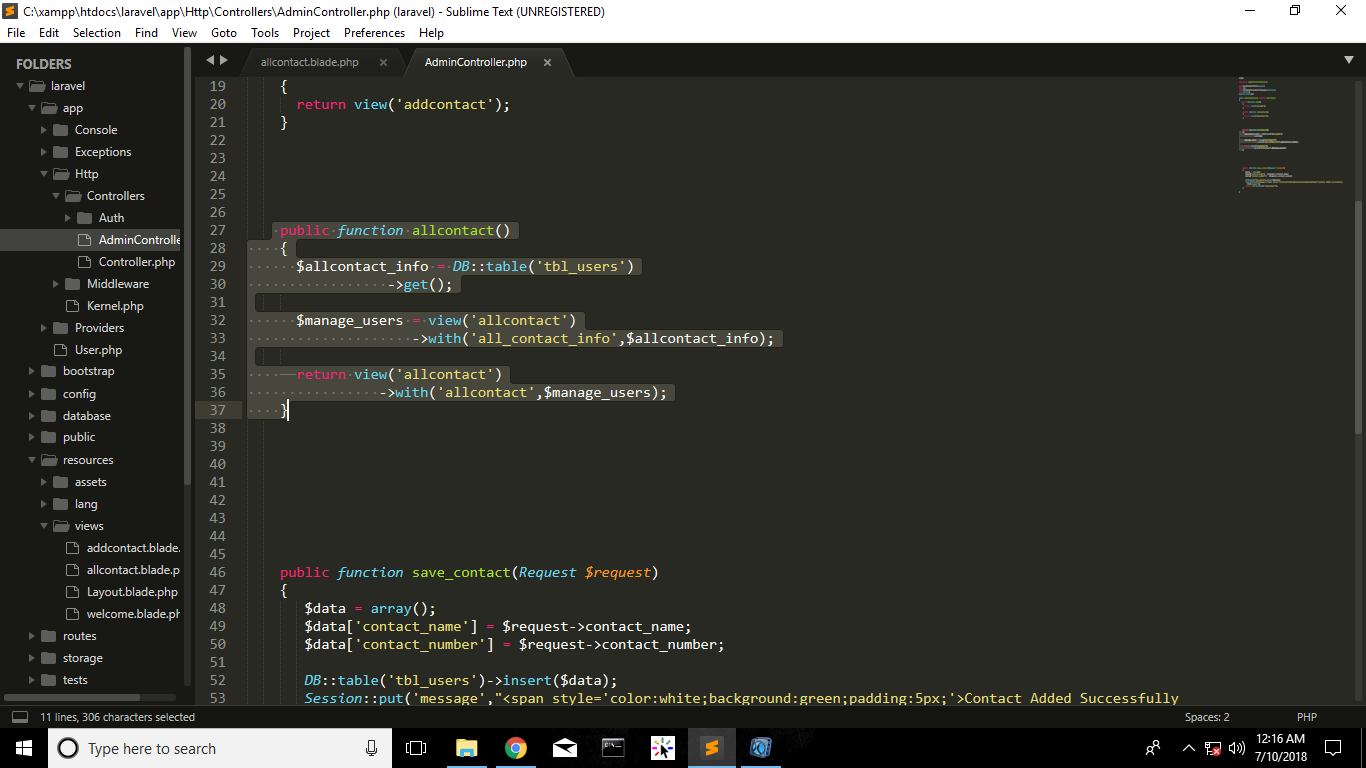 C:\xampp\htdocs\laravel\app\Http\Controllers\AdminController.php (laravel) - Sublime Text (UNREGISTERED)
File Edit Selection Find View Goto Tools Project Preferences Help
FOLDERS
laravel
app
Console
Exceptions
Http
Controllers
Auth
AdminControlle
Controller.php
Middleware
Kernel.php
Providers
User.php
bootstrap
config
database
public
resources
assets
lang
views
addcontact.blade.
allcontact.blade.p
Layout.blade.php
welcome.blade.ph
routes
storage
tests
allcontact.blade.php × AdminController.php ×
19 {
20 return view('addcontact');
21 }
22
23
24
25
26
27 public function allcontact()
28 {
29 $allcontact_info = DB::table('tbl_users')
30 ->get();
31
32 $manage_users = view('allcontact')
33 ->with('all_contact_info',$allcontact_info);
34
35 return view('allcontact')
36 ->with('allcontact',$manage_users);
37 }
38
39
40
41
42
43
44
45
46 public function save_contact(Request $request)
47 {
48 $data = array();
49 $data['contact_name'] = $request->contact_name;
50 $data['contact_number'] = $request->contact_number;
51
52 DB::table('tbl_users')->insert($data);
53 Session::put('message',"<span style='color:white;background:green;padding:5px;'>Contact Added Successfully
11 lines, 306 characters selected Spaces: 2 PHP
Type here to search
12:16 AM
7/10/2018